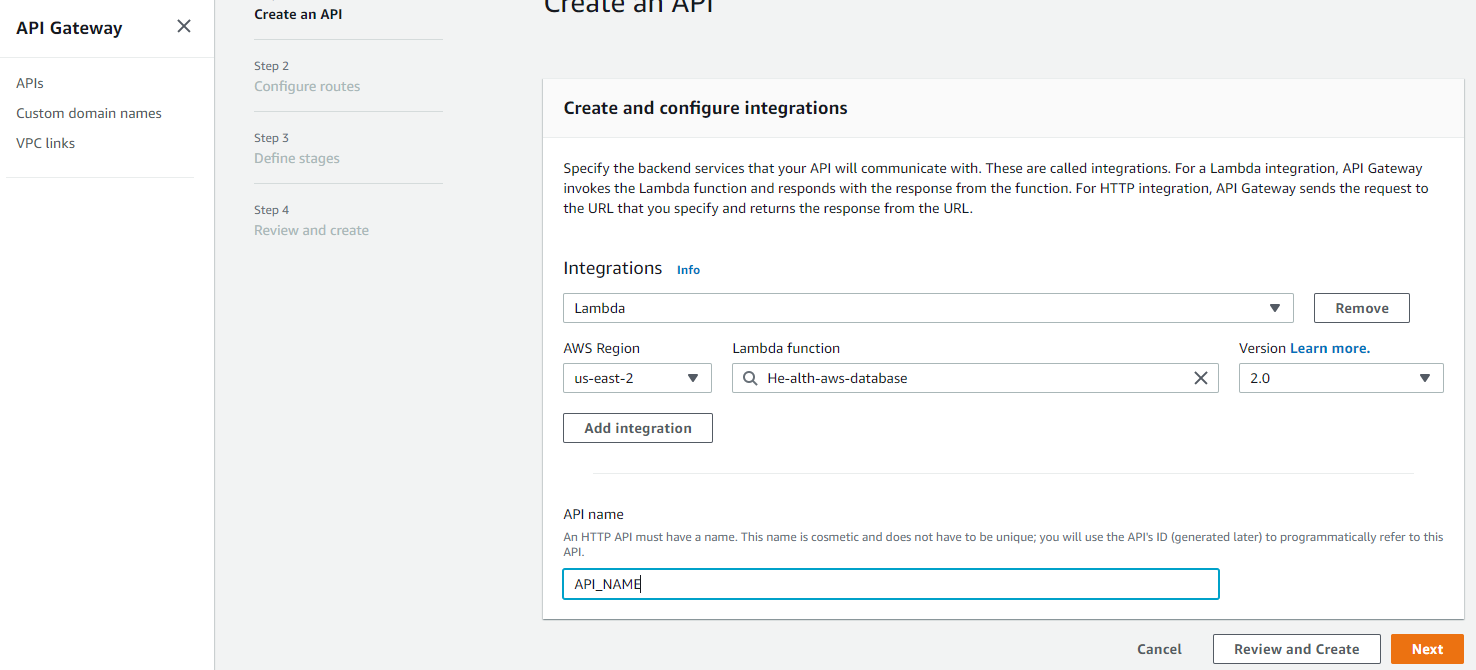 API Gateway
APIs
Custom domain names
VPC links
Create an API
Step 2
Configure routes
Step 3
Define stages
Step 4
Review and create
Create an API
Create and configure integrations
Specify the backend services that your API will communicate with. These are called integrations. For a Lambda integration, API Gateway
invokes the Lambda function and responds with the response from the function. For HTTP integration, API Gateway sends the request to
the URL that you specify and returns the response from the URL.
Integrations Info
Lambda Remove
AWS Region Lambda function Version Learn more.
us-east-2 He-alth-aws-database 2.0
Add integration
API name
An HTTP API must have a name. This name is cosmetic and does not have to be unique; you will use the API's ID (generated later) to programmatically refer to this
API.
API_NAME
Cancel Review and Create Next